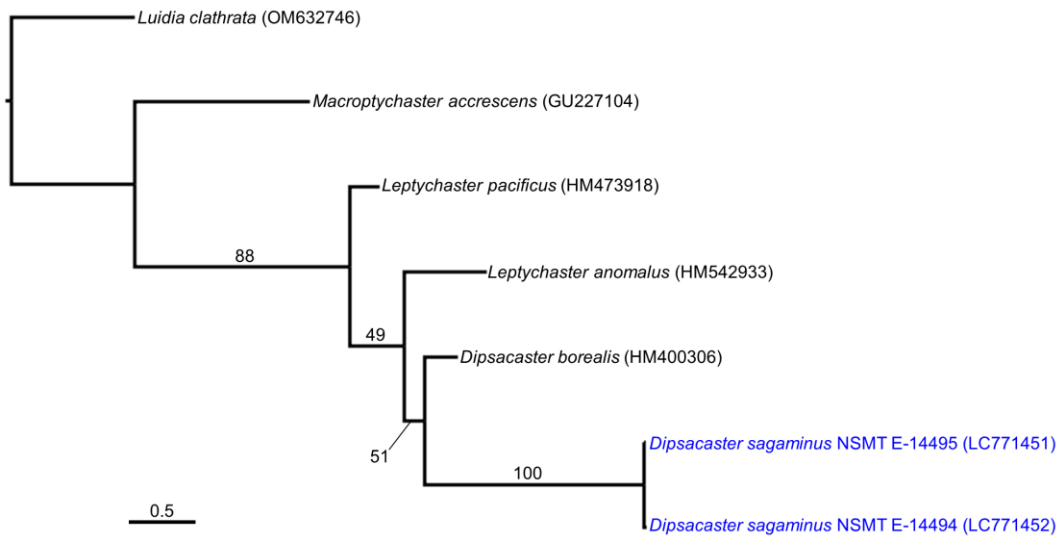 Luidia clathrata (OM632746)
Macroptychaster accrescens (GU227104)
Leptychaster pacificus (HM473918)
88
Leptychaster anomalus (HM542933)
49
Dipsacaster borealis (HM400306)
51
Dipsacaster sagaminus NSMT E-14495 (LC771451)
100
0.5
Dipsacaster sagaminus NSMT E-14494 (LC771452)